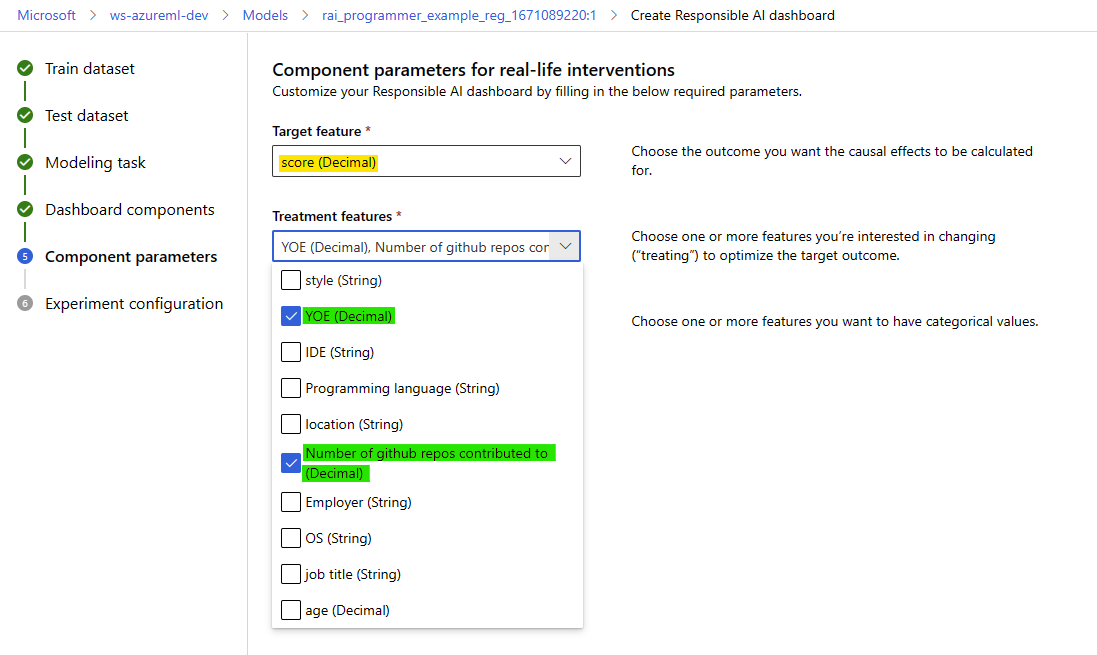 Microsoft > ws-azureml-dev > Models > rai_programmer_example_reg_1671089220:1 > Create Responsible AI dashboard
Train dataset
Test dataset
Modeling task
Dashboard components
5 Component parameters
6 Experiment configuration
Component parameters for real-life interventions
Customize your Responsible AI dashboard by filling in the below required parameters.
Target feature *
score (Decimal)
Choose the outcome you want the causal effects to be calculated
for.
Treatment features *
YOE (Decimal), Number of github repos cor
Choose one or more features you're interested in changing
("treating") to optimize the target outcome.
style (String)
YOE (Decimal)
Choose one or more features you want to have categorical values.
IDE (String)
Programming language (String)
location (String)
Number of github repos contributed to
(Decimal)
Employer (String)
OS (String)
job title (String)
age (Decimal)